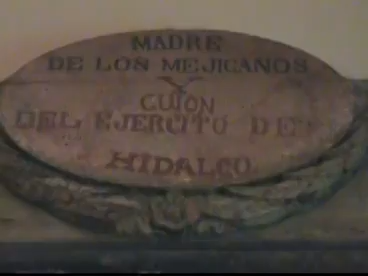 MADRE
DE LOS MEJICANOS
Y
GUION
DEL EJERCITO DE
HIDALGO